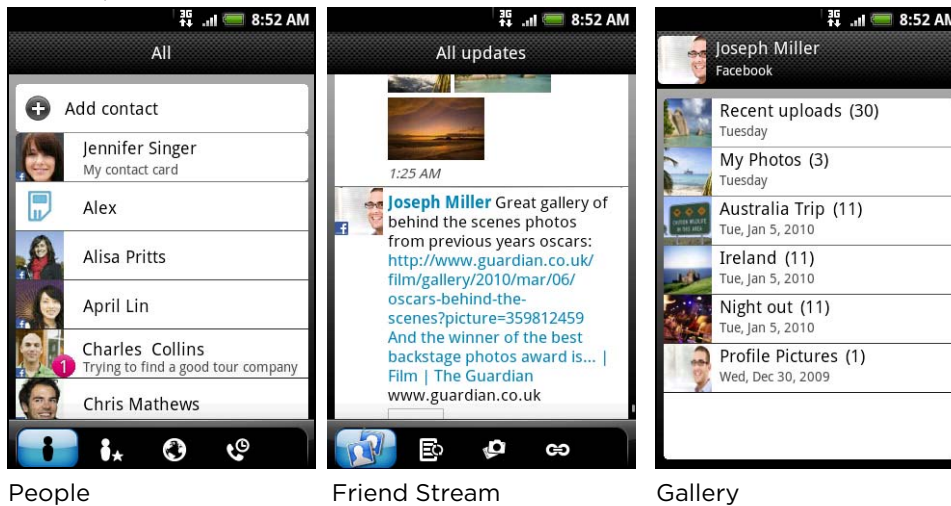 3G 8:52 AM
All
Add contact
Jennifer Singer
My contact card
Alex
Alisa Pritts
April Lin
Charles Collins
1
Trying to find a good tour company
Chris Mathews
People
3G 8:52 AM
All updates
1:25 AM
Joseph Miller Great gallery of
behind the scenes photos
from previous years oscars:
http://www.guardian.co.uk/
film/gallery/2010/mar/06/
oscars-behind-the-
scenes?picture=359812459
And the winner of the best
backstage photos award is... |
Film | The Guardian
www.guardian.co.uk
Friend Stream
3G 8:52 AM
Joseph Miller
Facebook
Recent uploads (30)
Tuesday
My Photos (3)
Tuesday
Australia Trip (11)
Tue, Jan 5, 2010
Ireland (11)
Tue, Jan 5, 2010
Night out (11)
Tue, Jan 5, 2010
Profile Pictures (1)
Wed, Dec 30, 2009
Gallery